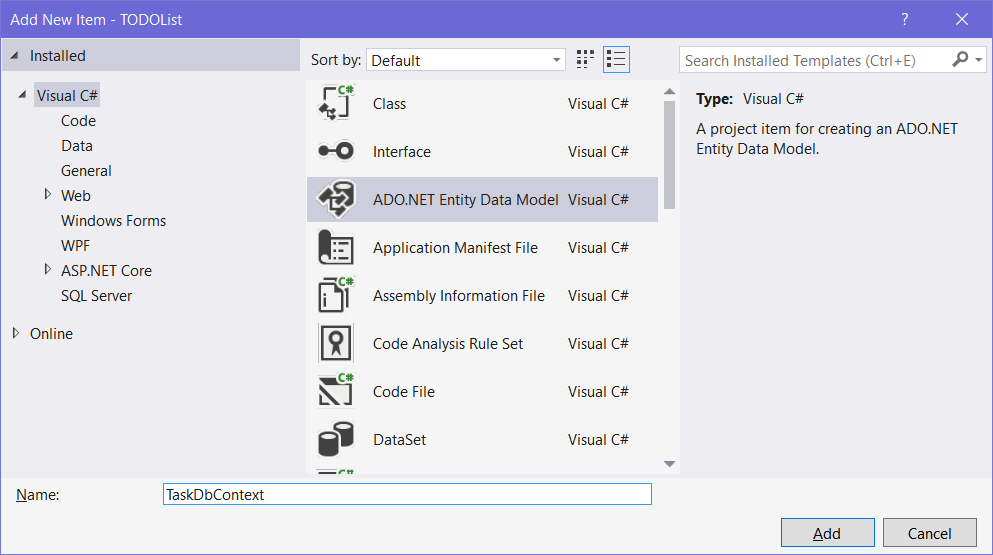 Add New Item - TODOList
?
Installed
Visual C#
Code
Data
General
Web
Windows Forms
WPF
ASP.NET Core
SQL Server
Online
Sort by: Default
C# Class Visual C#
Interface Visual C#
ADO.NET Entity Data Model Visual C#
Application Manifest File Visual C#
C# Assembly Information File Visual C#
Code Analysis Rule Set Visual C#
C# Code File Visual C#
DataSet Visual C#
C#
Search Installed Templates (Ctrl+E)
Type: Visual C#
A project item for creating an ADO.NET
Entity Data Model.
Name: TaskDbContext
Add Cancel